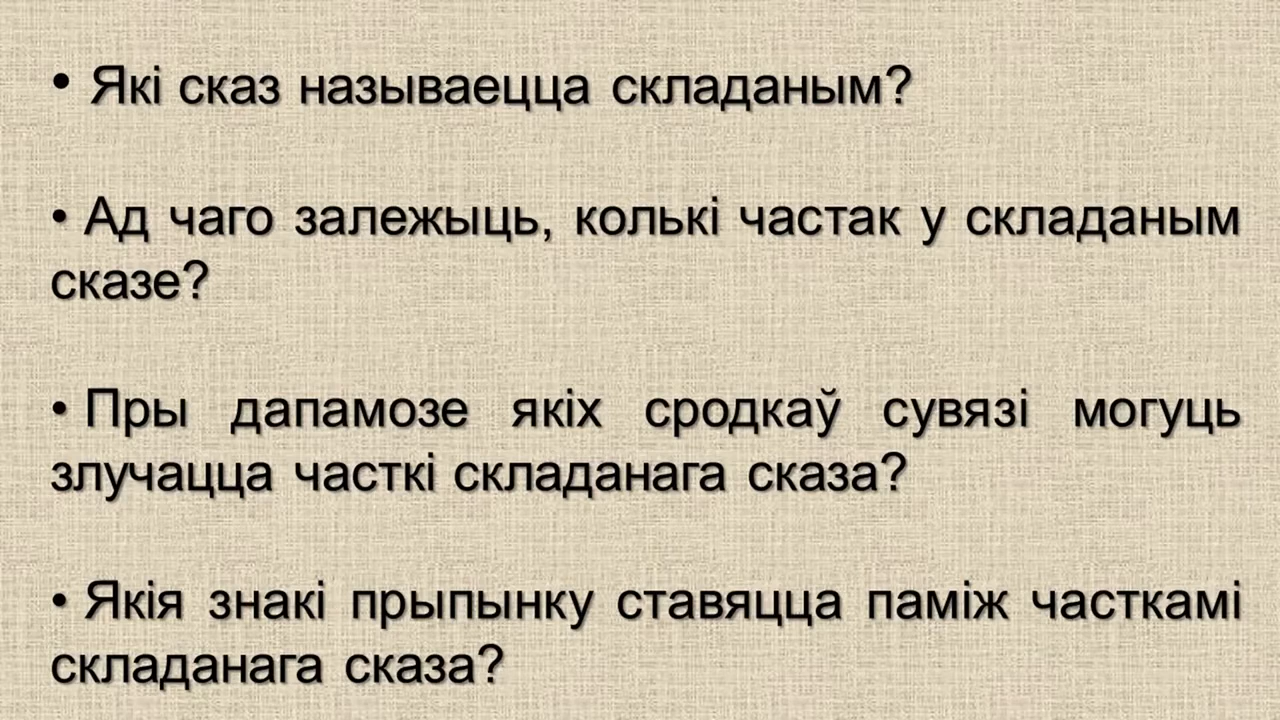 • Які сказ называецца складаным?
• Ад чаго залежыць, колькі частак у складаным
сказе?
• Пры дапамозе якіх сродкаў сувязі могуць
злучацца часткі складанага сказа?
• Якія знакі прыпынку ставяцца паміж часткамі
складанага сказа?